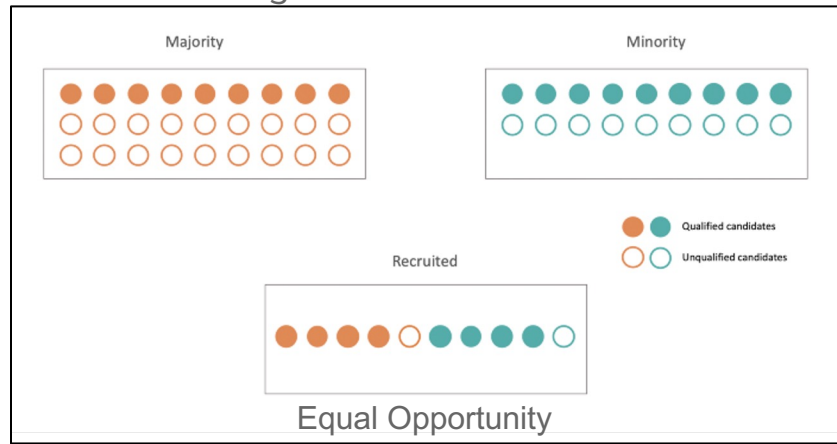 Majority
Minority
Qualified candidates
Unqualified candidates
Recruited
Equal Opportunity